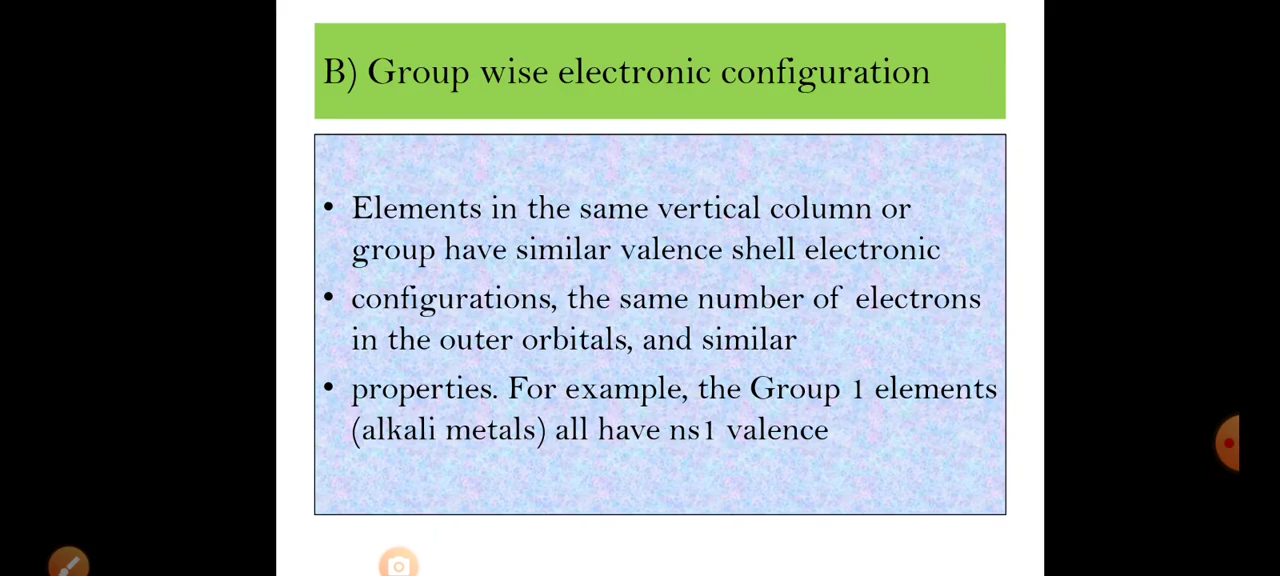 B) Group wise electronic configuration
• Elements in the same vertical column or
group have similar valence shell electronic
• configurations, the same number of electrons
in the outer orbitals, and similar
• properties. For example, the Group 1 elements
(alkali metals) all have ns1 valence